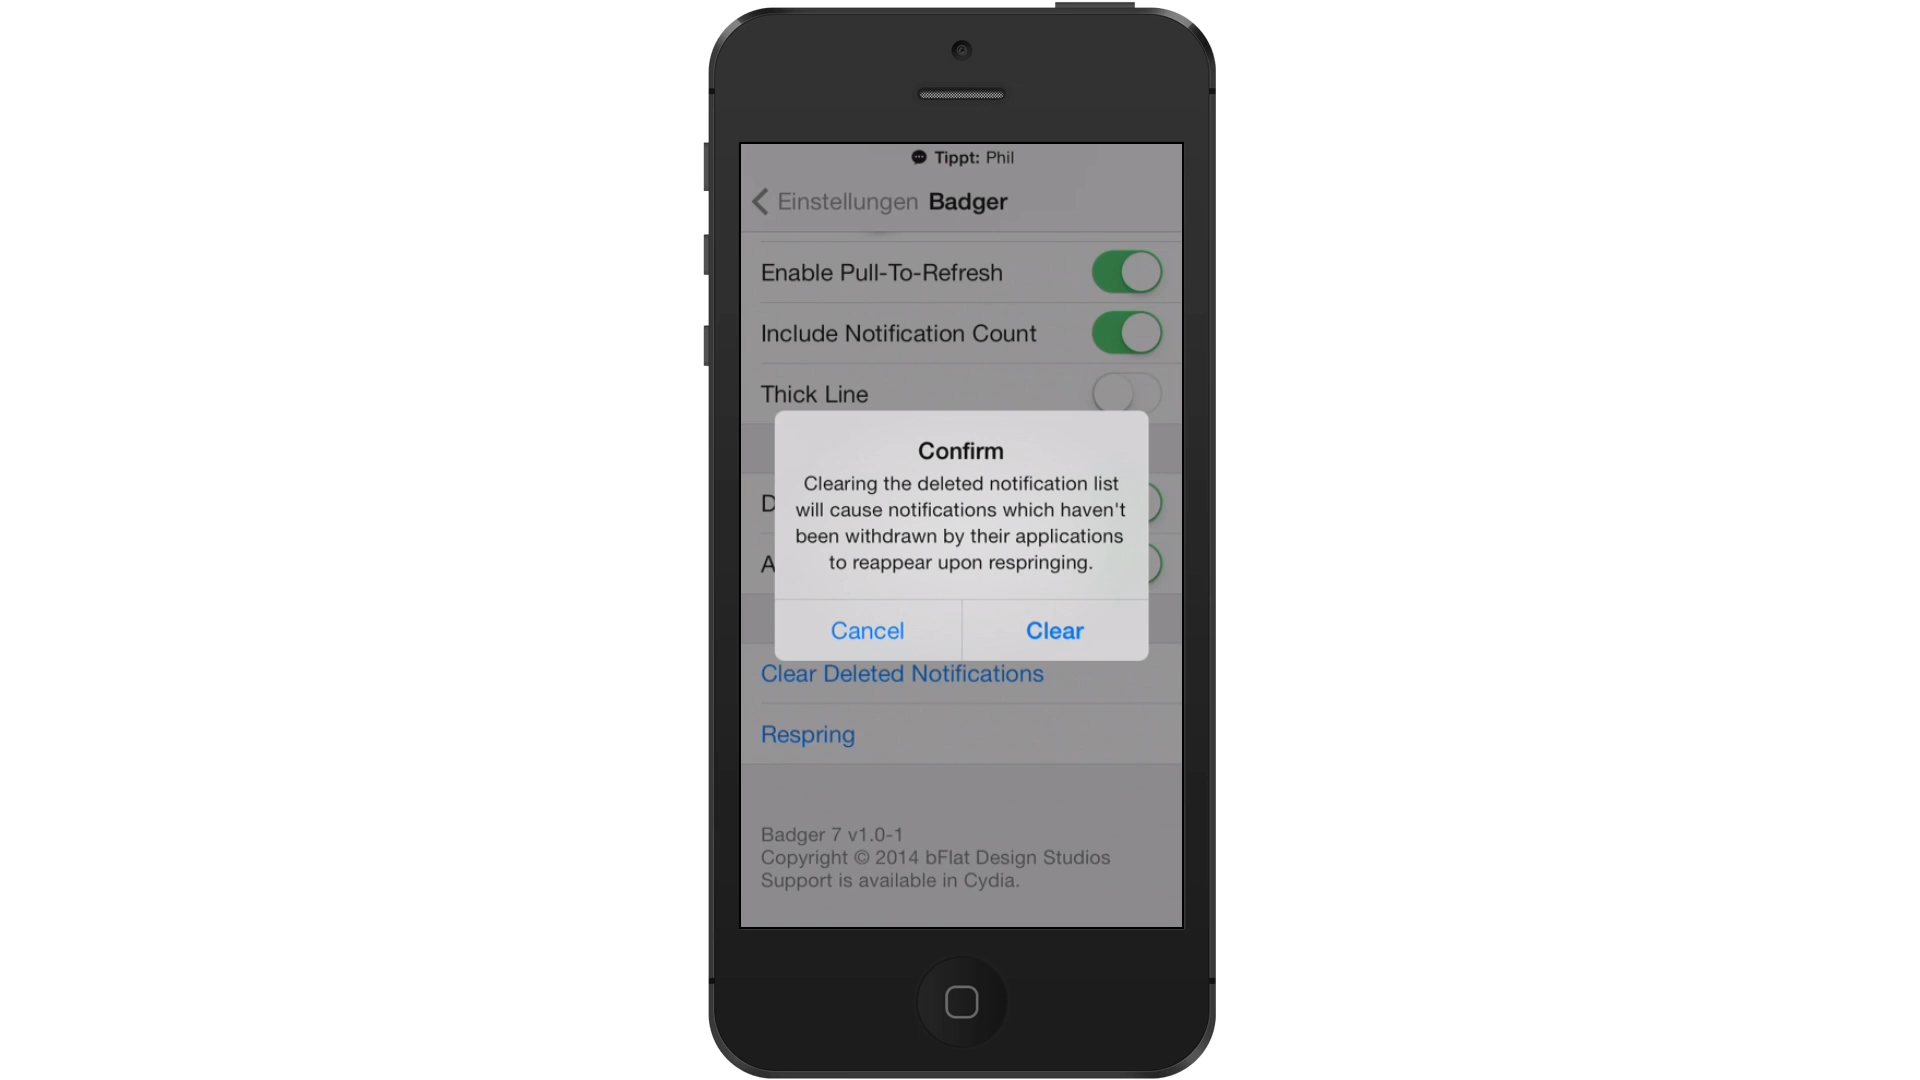 Tippt: Phil
Einstellungen Badger
Enable Pull-To-Refresh
Include Notification Count
Thick Line
Confirm
Clearing the deleted notification list
will cause notifications which haven't
been withdrawn by their applications
to reappear upon respringing.
Cancel Clear
Clear Deleted Notifications
Respring
Badger 7 v1.0-1
Copyright © 2014 bFlat Design Studios
Support is available in Cydia.